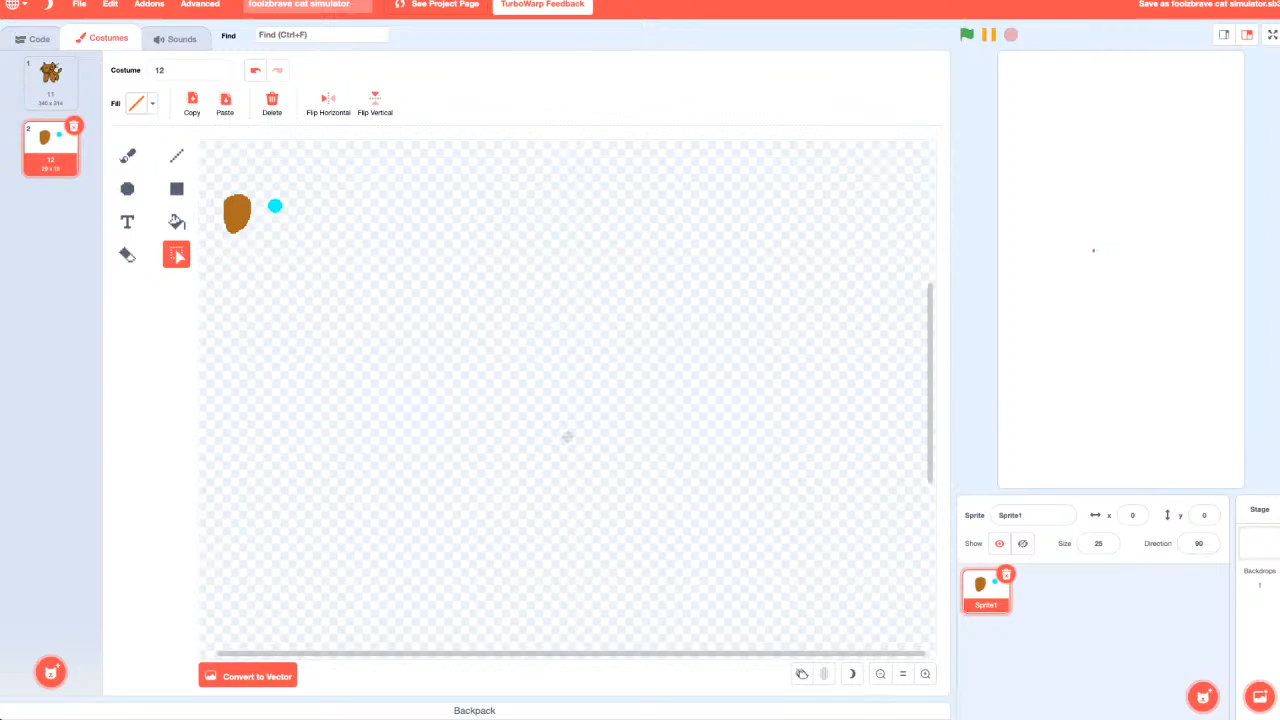 File Edit Addons Advanced foolzbrave cat simulator See Project Page TurboWarp Feedback Save as foolzbrave cat simulator.sb3
Code Costumes Sounds Find Find (Ctrl+F)
1
11
340 x 314
2
12
29 x 19
Costume 12
Fill Copy Paste Delete Flip Horizontal Flip Vertical
T
Convert to Vector
Backpack
Sprite Sprite1 x 0 y 0
Show Size 25 Direction 90
Sprite1
Stage
Backdrops
1